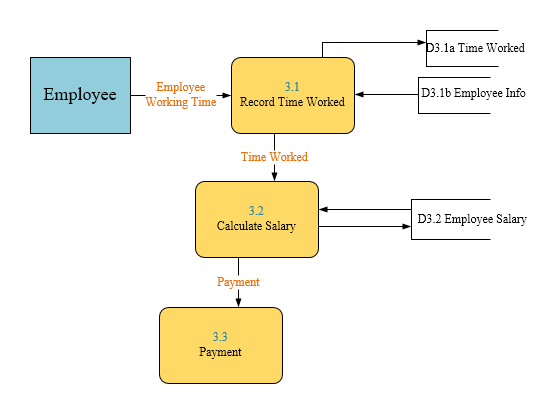 D3.1a Time Worked
Employee
Employee
Working Time
3.1
Record Time Worked
D3.1b Employee Info
Time Worked
3.2
Calculate Salary
D3.2 Employee Salary
Payment
3.3
Payment